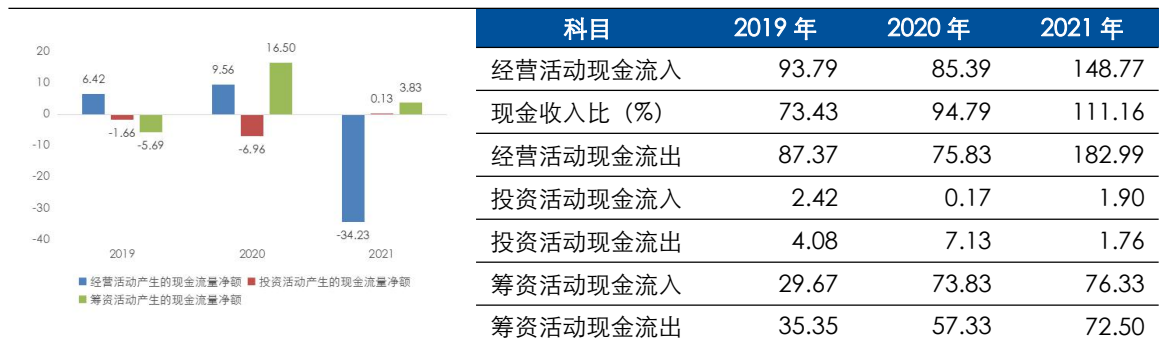 20
10
0
-10
-20
-30
-40
6.42
-1.66
-5.69
9.56
-6.96
16.50
-34.23
0.13
3.83
2019
2020
2021
经营活动产生的现金流量净额 投资活动产生的现金流量净额
筹资活动产生的现金流量净额
科目 2019 年 2020 年 2021 年
经营活动现金流入 93.79 85.39 148.77
现金收入比（%） 73.43 94.79 111.16
经营活动现金流出 87.37 75.83 182.99
投资活动现金流入 2.42 0.17 1.90
投资活动现金流出 4.08 7.13 1.76
筹资活动现金流入 29.67 73.83 76.33
筹资活动现金流出 35.35 57.33 72.50